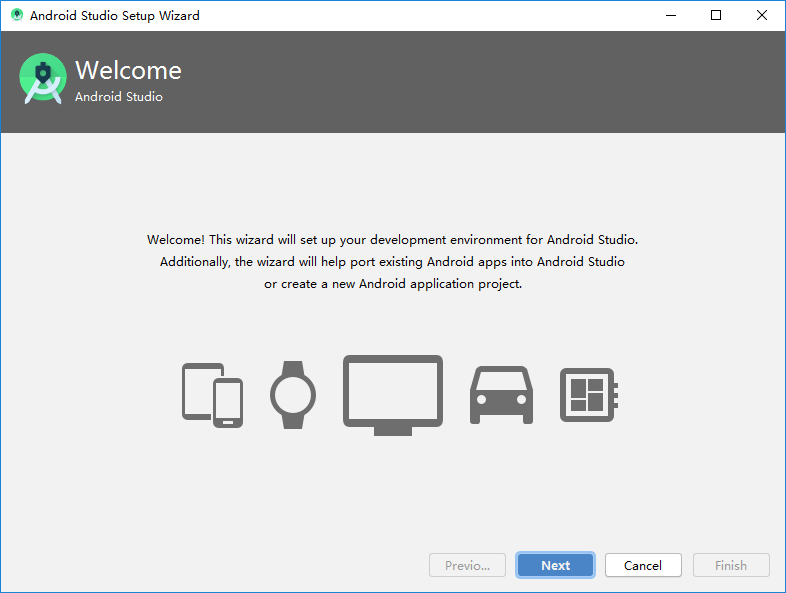 Android Studio Setup Wizard
Welcome
Android Studio
Welcome! This wizard will set up your development environment for Android Studio.
Additionally, the wizard will help port existing Android apps into Android Studio
or create a new Android application project.
Previo...
Next
Cancel
Finish